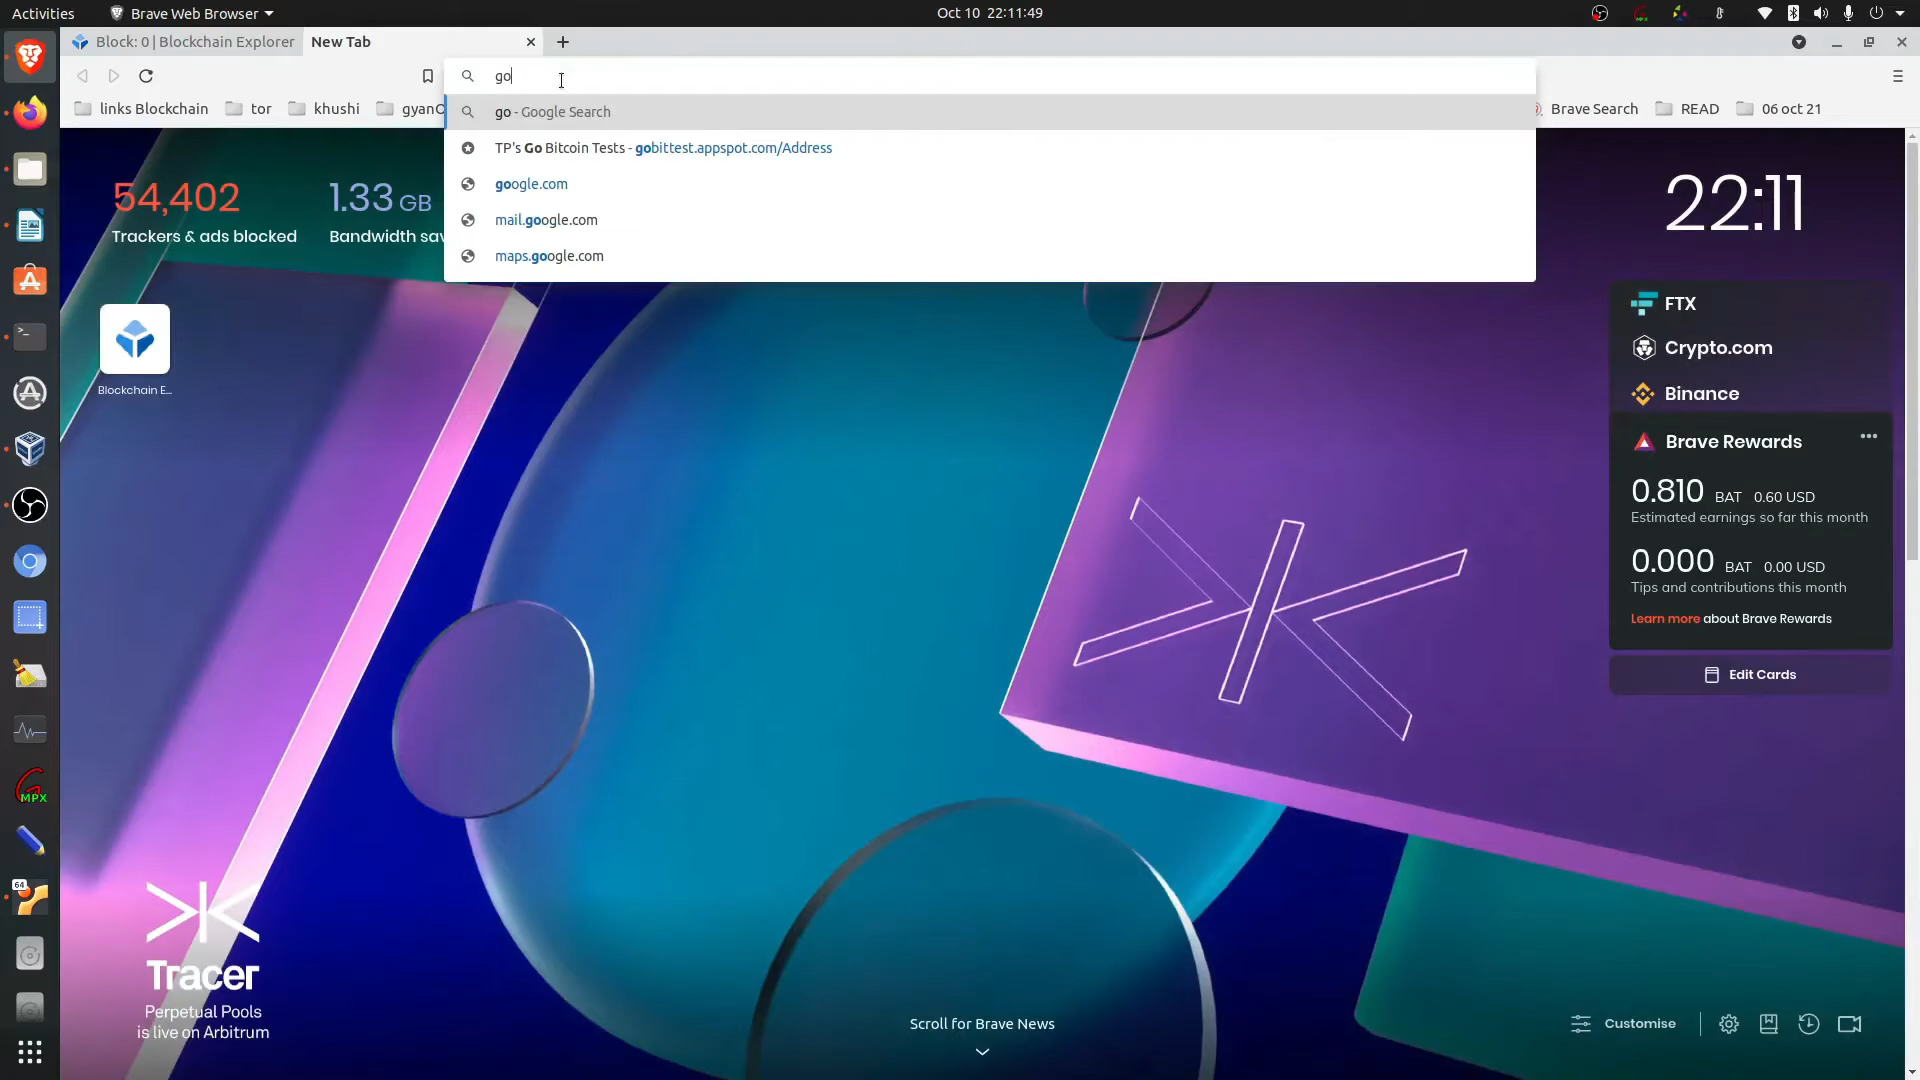 Activities
Brave Web Browser
Oct 10 22:11:49
Block: 0 | Blockchain Explorer
New Tab
go
links Blockchain
tor
khushi
Brave Search
READ
06 oct 21
go - Google Search
TP's Go Bitcoin Tests - gobittest.appspot.com/Address
google.com
mail.google.com
maps.google.com
54,402
Trackers & ads blocked
1.33 GB
Bandwidth
22:11
Blockchain E...
FTX
Crypto.com
Binance
Brave Rewards
0.810 BAT 0.60 USD
Estimated earnings so far this month
0.000 BAT 0.00 USD
Tips and contributions this month
Learn more about Brave Rewards
Edit Cards
MPX
64
Tracer
Perpetual Pools
is live on Arbitrum
Scroll for Brave News
Customise